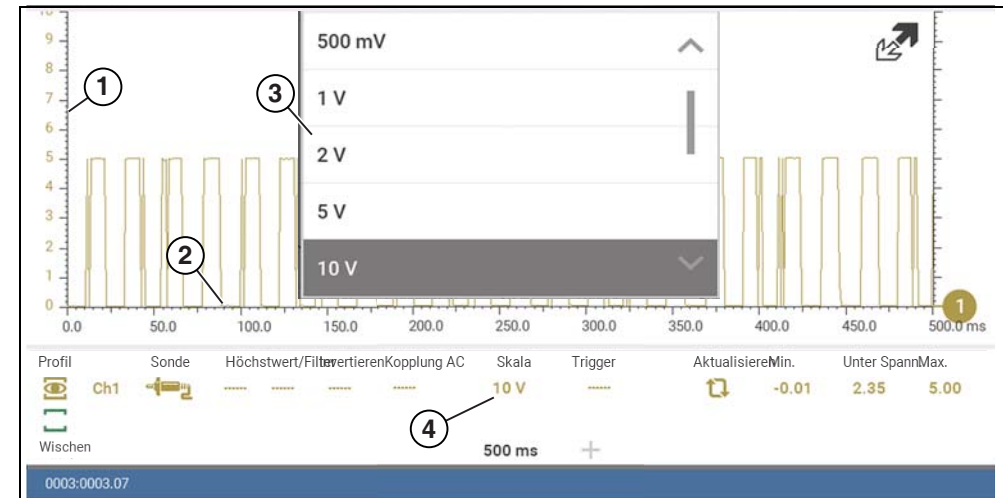 10
9
8
7
6
5
4
3
2
1
0
1
2
3
4
500 mV
1 V
2 V
5 V
10 V
1
0.0 50.0 100.0 150.0 200.0 250.0 300.0 350.0 400.0 450.0 500.0 ms
Profil Sonde Höchstwert/Filter Invertieren Kopplung AC Skala Trigger Aktualisieren Min. Unter Spann Max.
Ch1 ------ ------ ------ ------ 10 V ------ -0.01 2.35 5.00
Wischen
500 ms +
0003:0003.07